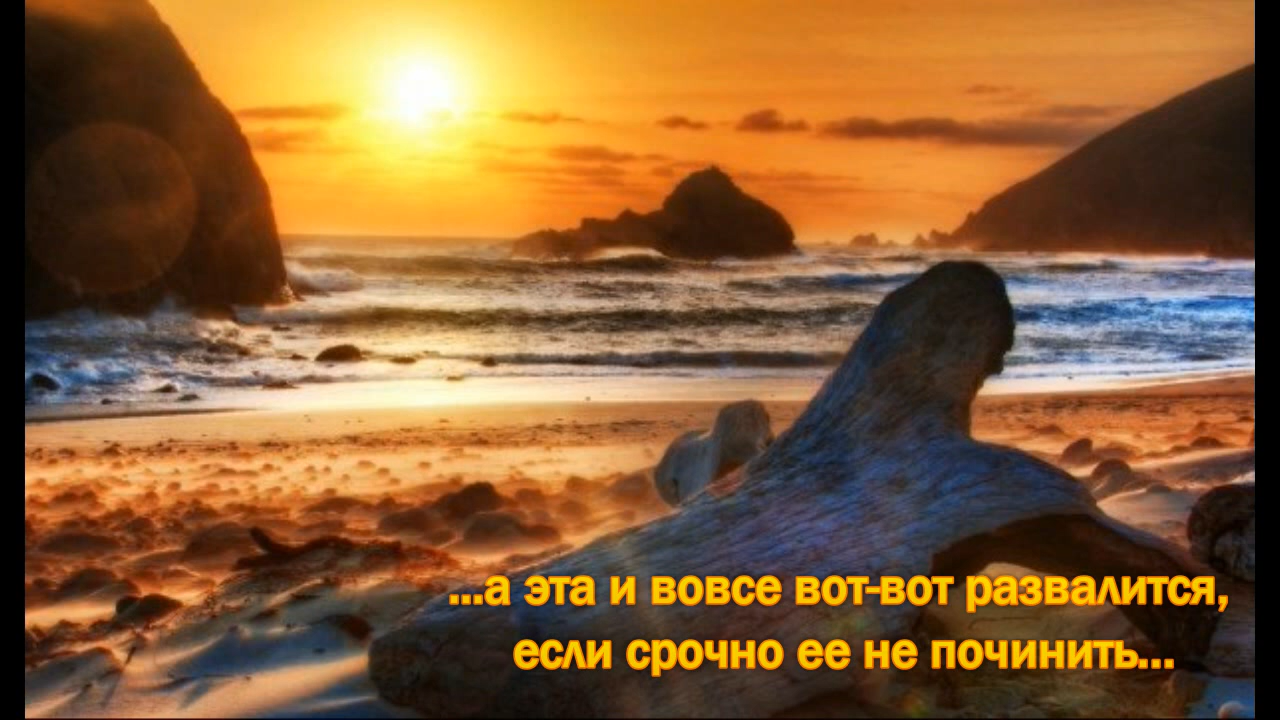 ...а эта и вовсе вот-вот развалится,
если срочно ее не починить...